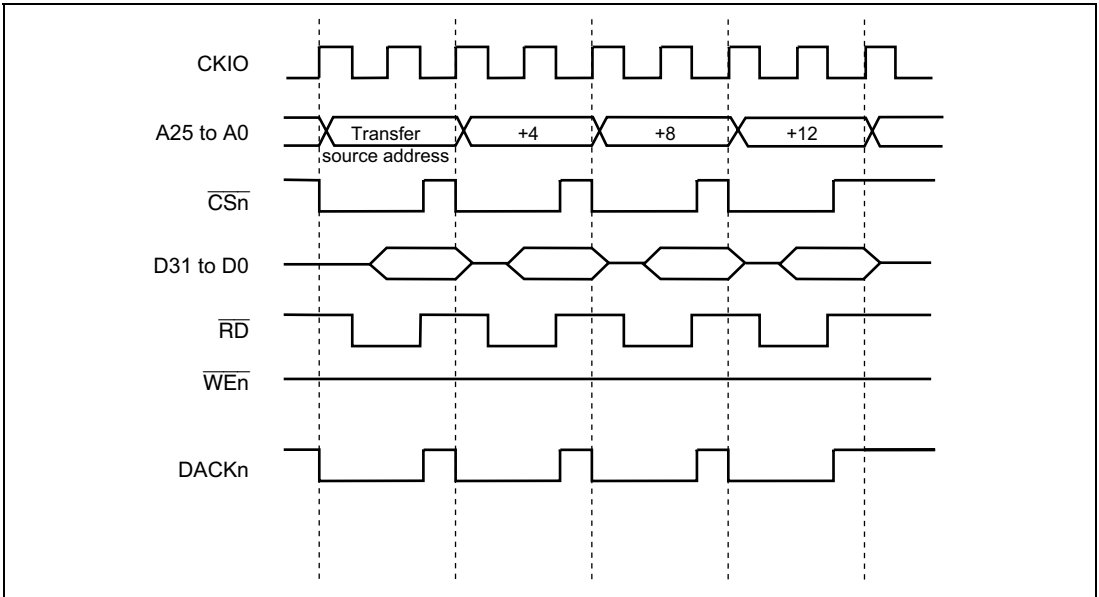 CKIO
A25 to A0
Transfer
source address
+4
+8
+12
CSn
D31 to D0
RD
WEn
DACKn